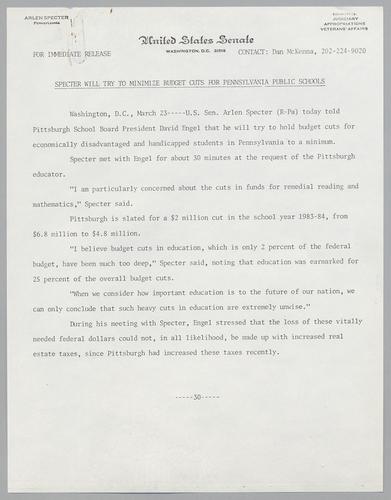 ARLEN SPECTER
PENNSYLVANIA
JUDICIARY
APPROPRIATIONS
VETERANS' AFFAIRS
United States Senate
WASHINGTON, D.C. 20510
FOR IMMEDIATE RELEASE
CONTACT: Dan McKenna, 202-224-9020
SPECTER WILL TRY TO MINIMIZE BUDGET CUTS FOR PENNSYLVANIA PUBLIC SCHOOLS
Washington, D.C., March 23-----U.S. Sen. Arlen Specter (R-Pa) today told
Pittsburgh School Board President David Engel that he will try to hold budget cuts for
economically disadvantaged and handicapped students in Pennsylvania to a minimum.
Specter met with Engel for about 30 minutes at the request of the Pittsburgh
educator.
"I am particularly concerned about the cuts in funds for remedial reading and
mathematics," Specter said.
Pittsburgh is slated for a $2 million cut in the school year 1983-84, from
$6.8 million to $4.8 million.
"I believe budget cuts in education, which is only 2 percent of the federal
budget, have been much too deep," Specter said, noting that education was earmarked for
25 percent of the overall budget cuts.
"When we consider how important education is to the future of our nation, we
can only conclude that such heavy cuts in education are extremely unwise."
During his meeting with Specter, Engel stressed that the loss of these vitally
needed federal dollars could not, in all likelihood, be made up with increased real
estate taxes, since Pittsburgh had increased these taxes recently.
-----30-----